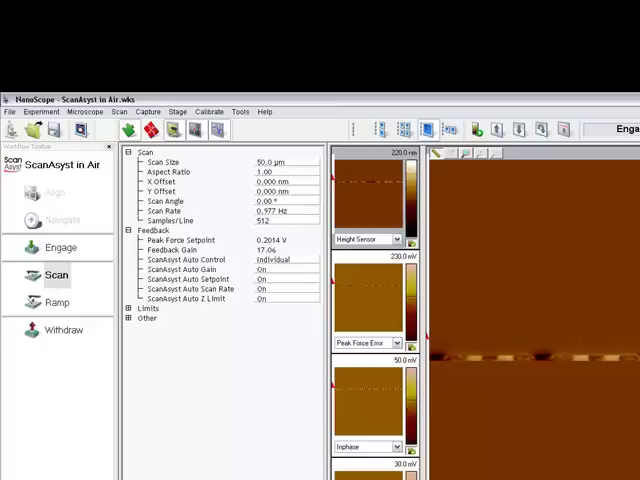 NanoScope - ScanAsyst in Air.wks
File Experiment Microscope Scan Capture Stage Calibrate Tools Help
Enga
Workflow Toolbar
Scan Asyst
ScanAsyst in Air
Align
Navigate
Engage
Scan
Ramp
Withdraw
Scan
Scan Size 50.0 µm
Aspect Ratio 1.00
X Offset 0.000 nm
Y Offset 0.000 nm
Scan Angle 0.00 °
Scan Rate 0.977 Hz
Samples/Line 512
Feedback
Peak Force Setpoint 0.2014 V
Feedback Gain 17.06
ScanAsyst Auto Control Individual
ScanAsyst Auto Gain On
ScanAsyst Auto Setpoint On
ScanAsyst Auto Scan Rate On
ScanAsyst Auto Z Limit On
Limits
Other
220.0 nm
Height Sensor
230.0 mV
Peak Force Error
50.0 mV
Inphase
30.0 mV